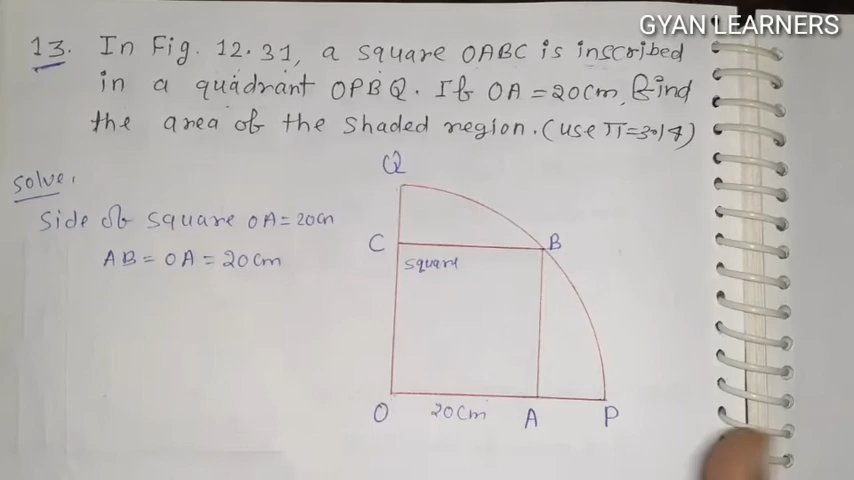 GYAN LEARNERS
13. In Fig. 12.31, a square OABC is inscribed
in a quadrant OPBQ. If OA = 20cm, find
the area of the shaded region. (use π=3.14)
Solve,
Side of square OA = 20cm
AB = OA = 20cm
Q
C
B
square
O
20cm
A
P